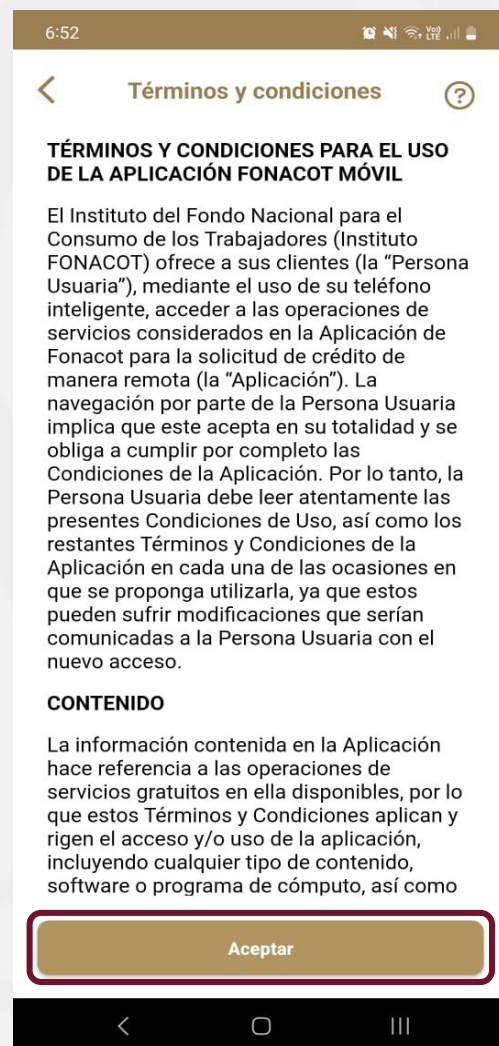 6:52
Vo) LTE
Términos y condiciones
?
TÉRMINOS Y CONDICIONES PARA EL USO
DE LA APLICACIÓN FONACOT MÓVIL
El Instituto del Fondo Nacional para el
Consumo de los Trabajadores (Instituto
FONACOT) ofrece a sus clientes (la “Persona
Usuaria”), mediante el uso de su teléfono
inteligente, acceder a las operaciones de
servicios considerados en la Aplicación de
Fonacot para la solicitud de crédito de
manera remota (la “Aplicación”). La
navegación por parte de la Persona Usuaria
implica que este acepta en su totalidad y se
obliga a cumplir por completo las
Condiciones de la Aplicación. Por lo tanto, la
Persona Usuaria debe leer atentamente las
presentes Condiciones de Uso, así como los
restantes Términos y Condiciones de la
Aplicación en cada una de las ocasiones en
que se proponga utilizarla, ya que estos
pueden sufrir modificaciones que serían
comunicadas a la Persona Usuaria con el
nuevo acceso.
CONTENIDO
La información contenida en la Aplicación
hace referencia a las operaciones de
servicios gratuitos en ella disponibles, por lo
que estos Términos y Condiciones aplican y
rigen el acceso y/o uso de la aplicación,
incluyendo cualquier tipo de contenido,
software o programa de cómputo, así como
Aceptar